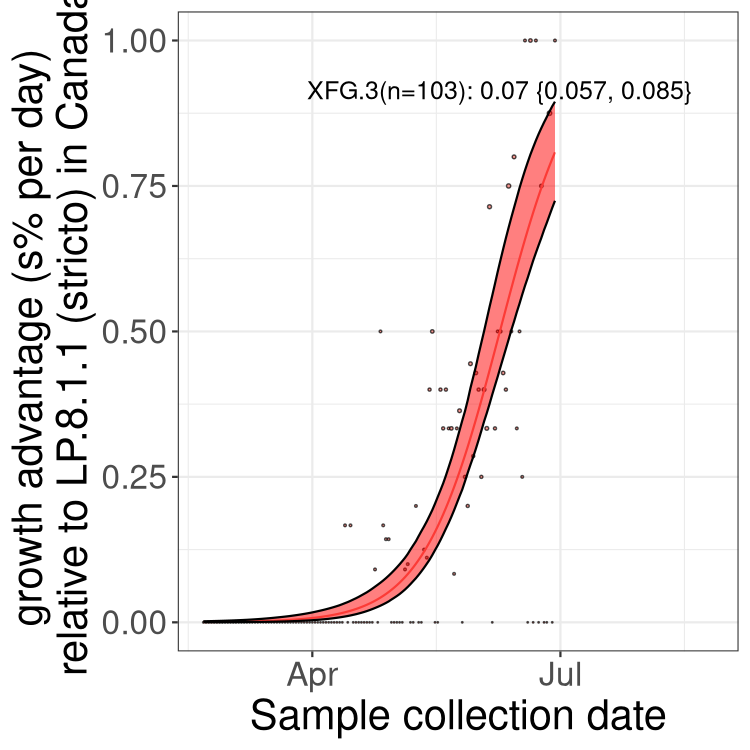 growth advantage (s% per day)
relative to LP.8.1.1 (stricto) in Canada
1.00
0.75
0.50
0.25
0.00
XFG.3(n=103): 0.07 {0.057, 0.085}
Apr
Jul
Sample collection date